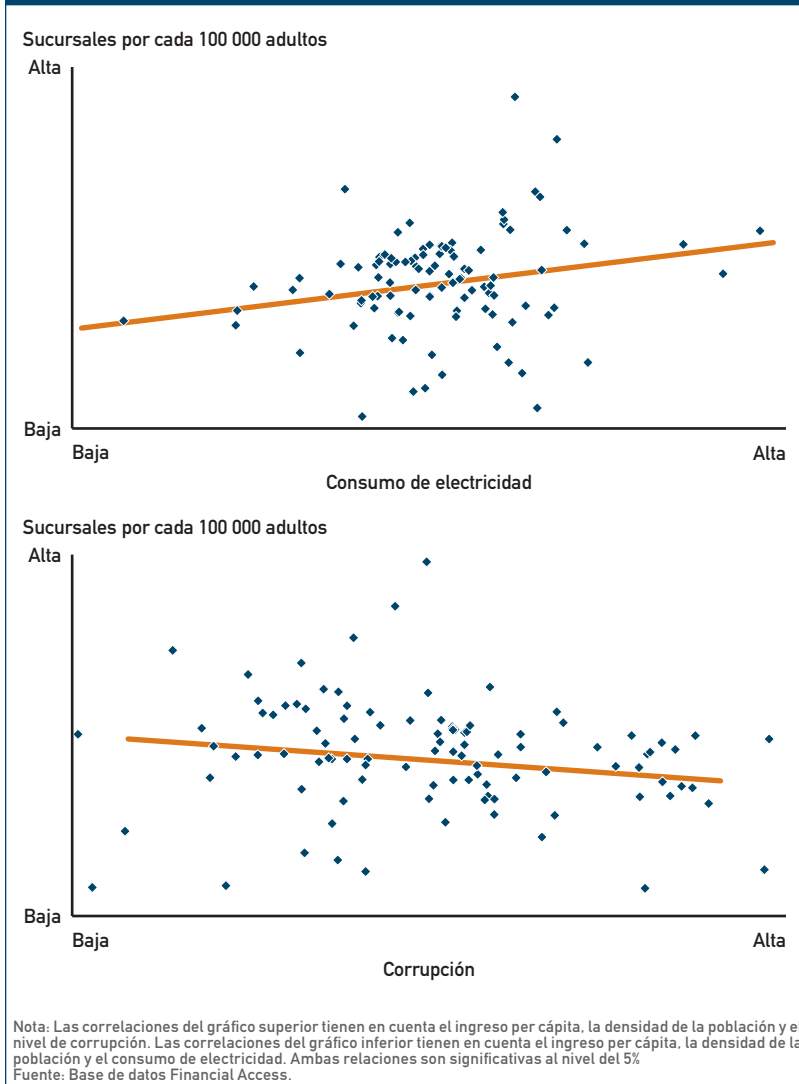 Sucursales por cada 100 000 adultos
Alta
Baja
Baja Alta
Consumo de electricidad
Sucursales por cada 100 000 adultos
Alta
Baja
Baja Alta
Corrupción
Nota: Las correlaciones del gráfico superior tienen en cuenta el ingreso per cápita, la densidad de la población y el
nivel de corrupción. Las correlaciones del gráfico inferior tienen en cuenta el ingreso per cápita, la densidad de la
población y el consumo de electricidad. Ambas relaciones son significativas al nivel del 5%
Fuente: Base de datos Financial Access.